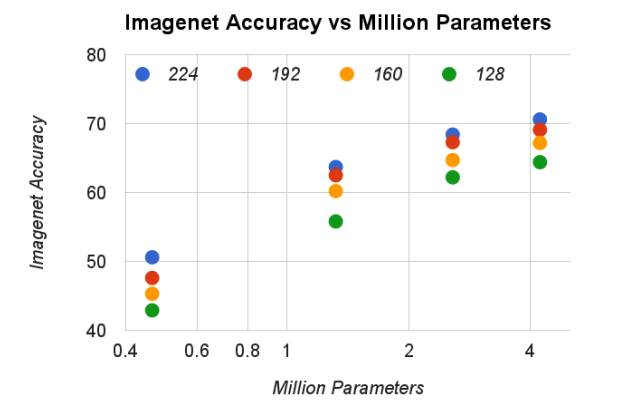 Imagenet Accuracy vs Million Parameters
80
224 192 160 128
70
60
50
40
Imagenet Accuracy
0.4 0.6 0.8 1 2 4
Million Parameters